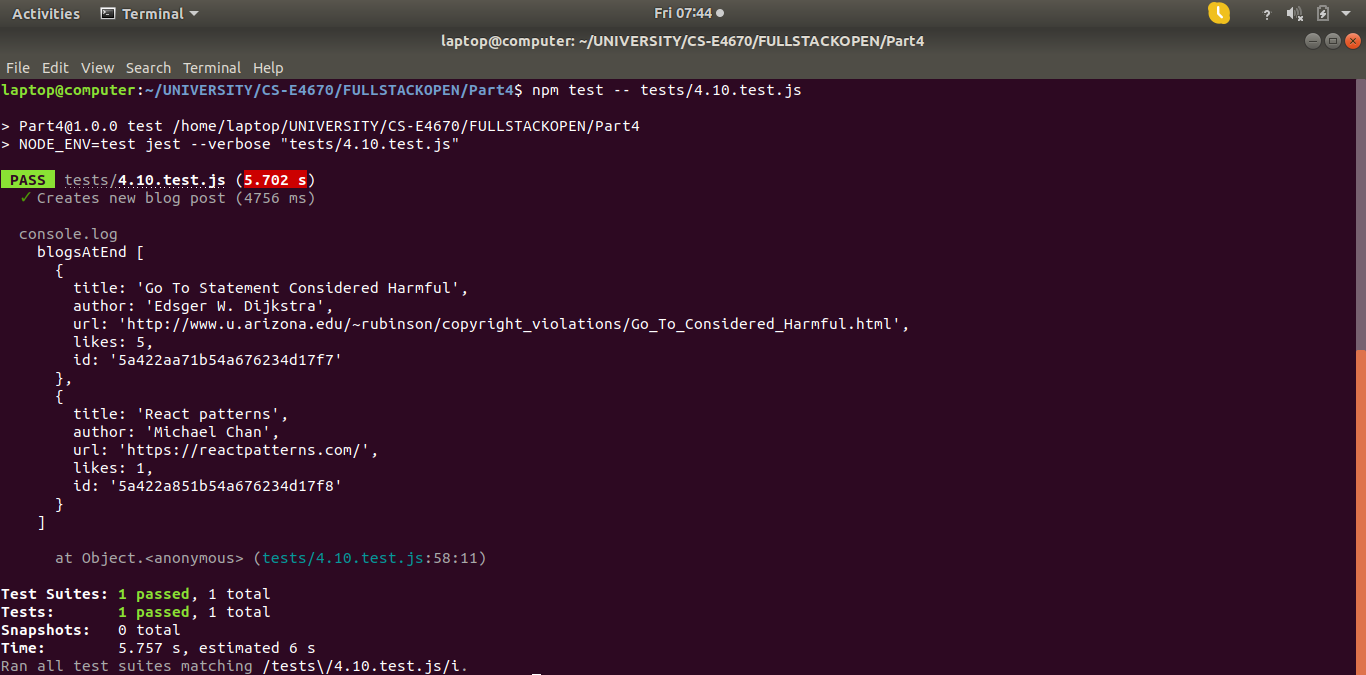 Activities Terminal Fri 07:44 ?
laptop@computer: ~/UNIVERSITY/CS-E4670/FULLSTACKOPEN/Part4
File Edit View Search Terminal Help
laptop@computer:~/UNIVERSITY/CS-E4670/FULLSTACKOPEN/Part4$ npm test -- tests/4.10.test.js
> Part4@1.0.0 test /home/laptop/UNIVERSITY/CS-E4670/FULLSTACKOPEN/Part4
> NODE_ENV=test jest --verbose "tests/4.10.test.js"
PASS tests/4.10.test.js (5.702 s)
✓ Creates new blog post (4756 ms)
console.log
blogsAtEnd [
{
title: 'Go To Statement Considered Harmful',
author: 'Edsger W. Dijkstra',
url: 'http://www.u.arizona.edu/~rubinson/copyright_violations/Go_To_Considered_Harmful.html',
likes: 5,
id: '5a422aa71b54a676234d17f7'
},
{
title: 'React patterns',
author: 'Michael Chan',
url: 'https://reactpatterns.com/',
likes: 1,
id: '5a422a851b54a676234d17f8'
}
]
at Object.<anonymous> (tests/4.10.test.js:58:11)
Test Suites: 1 passed, 1 total
Tests: 1 passed, 1 total
Snapshots: 0 total
Time: 5.757 s, estimated 6 s
Ran all test suites matching /tests\/4.10.test.js/i.